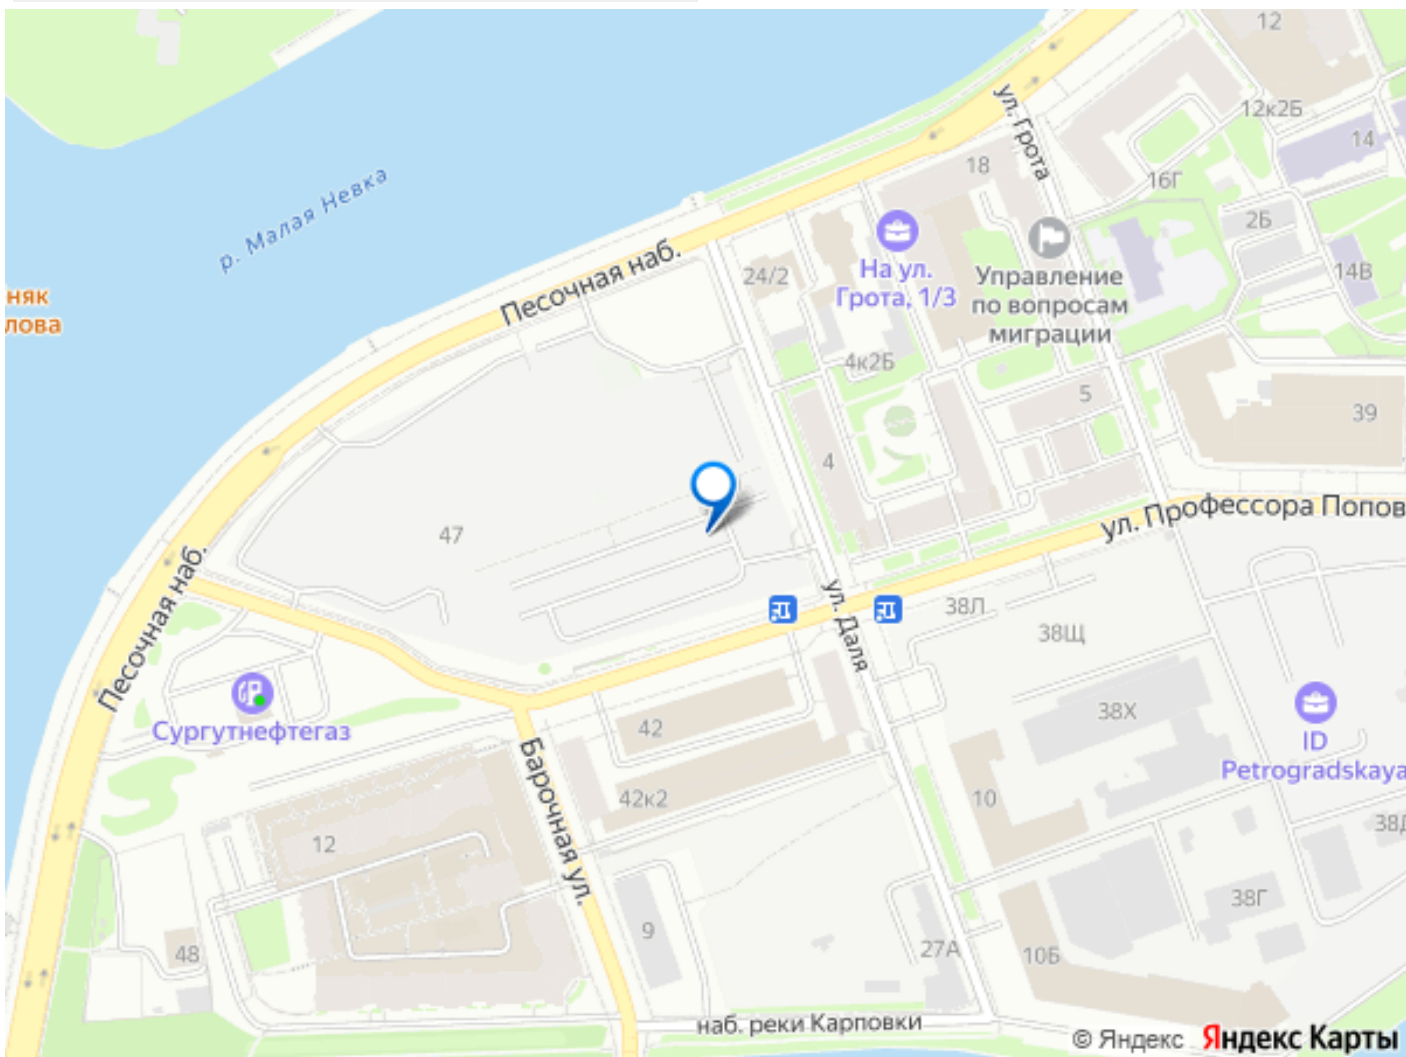 12
ул. Грота
12к2Б
14
18
16Г
р. Малая Невка
2Б
На ул.
Грота, 1/3
Управление
по вопросам
миграции
14В
24/2
Песочная наб.
няк
лова
4к2Б
5
39
4
47
ул. Профессора Попов
Песочная наб.
ул. Даля
38Л
38Щ
Сургутнефтегаз
42
38Х
ID
Petrogradskaya
Барочная ул.
42к2
10
12
38Г
9
48
27А
10Б
наб. реки Карповки
© Яндекс Яндекс Карты